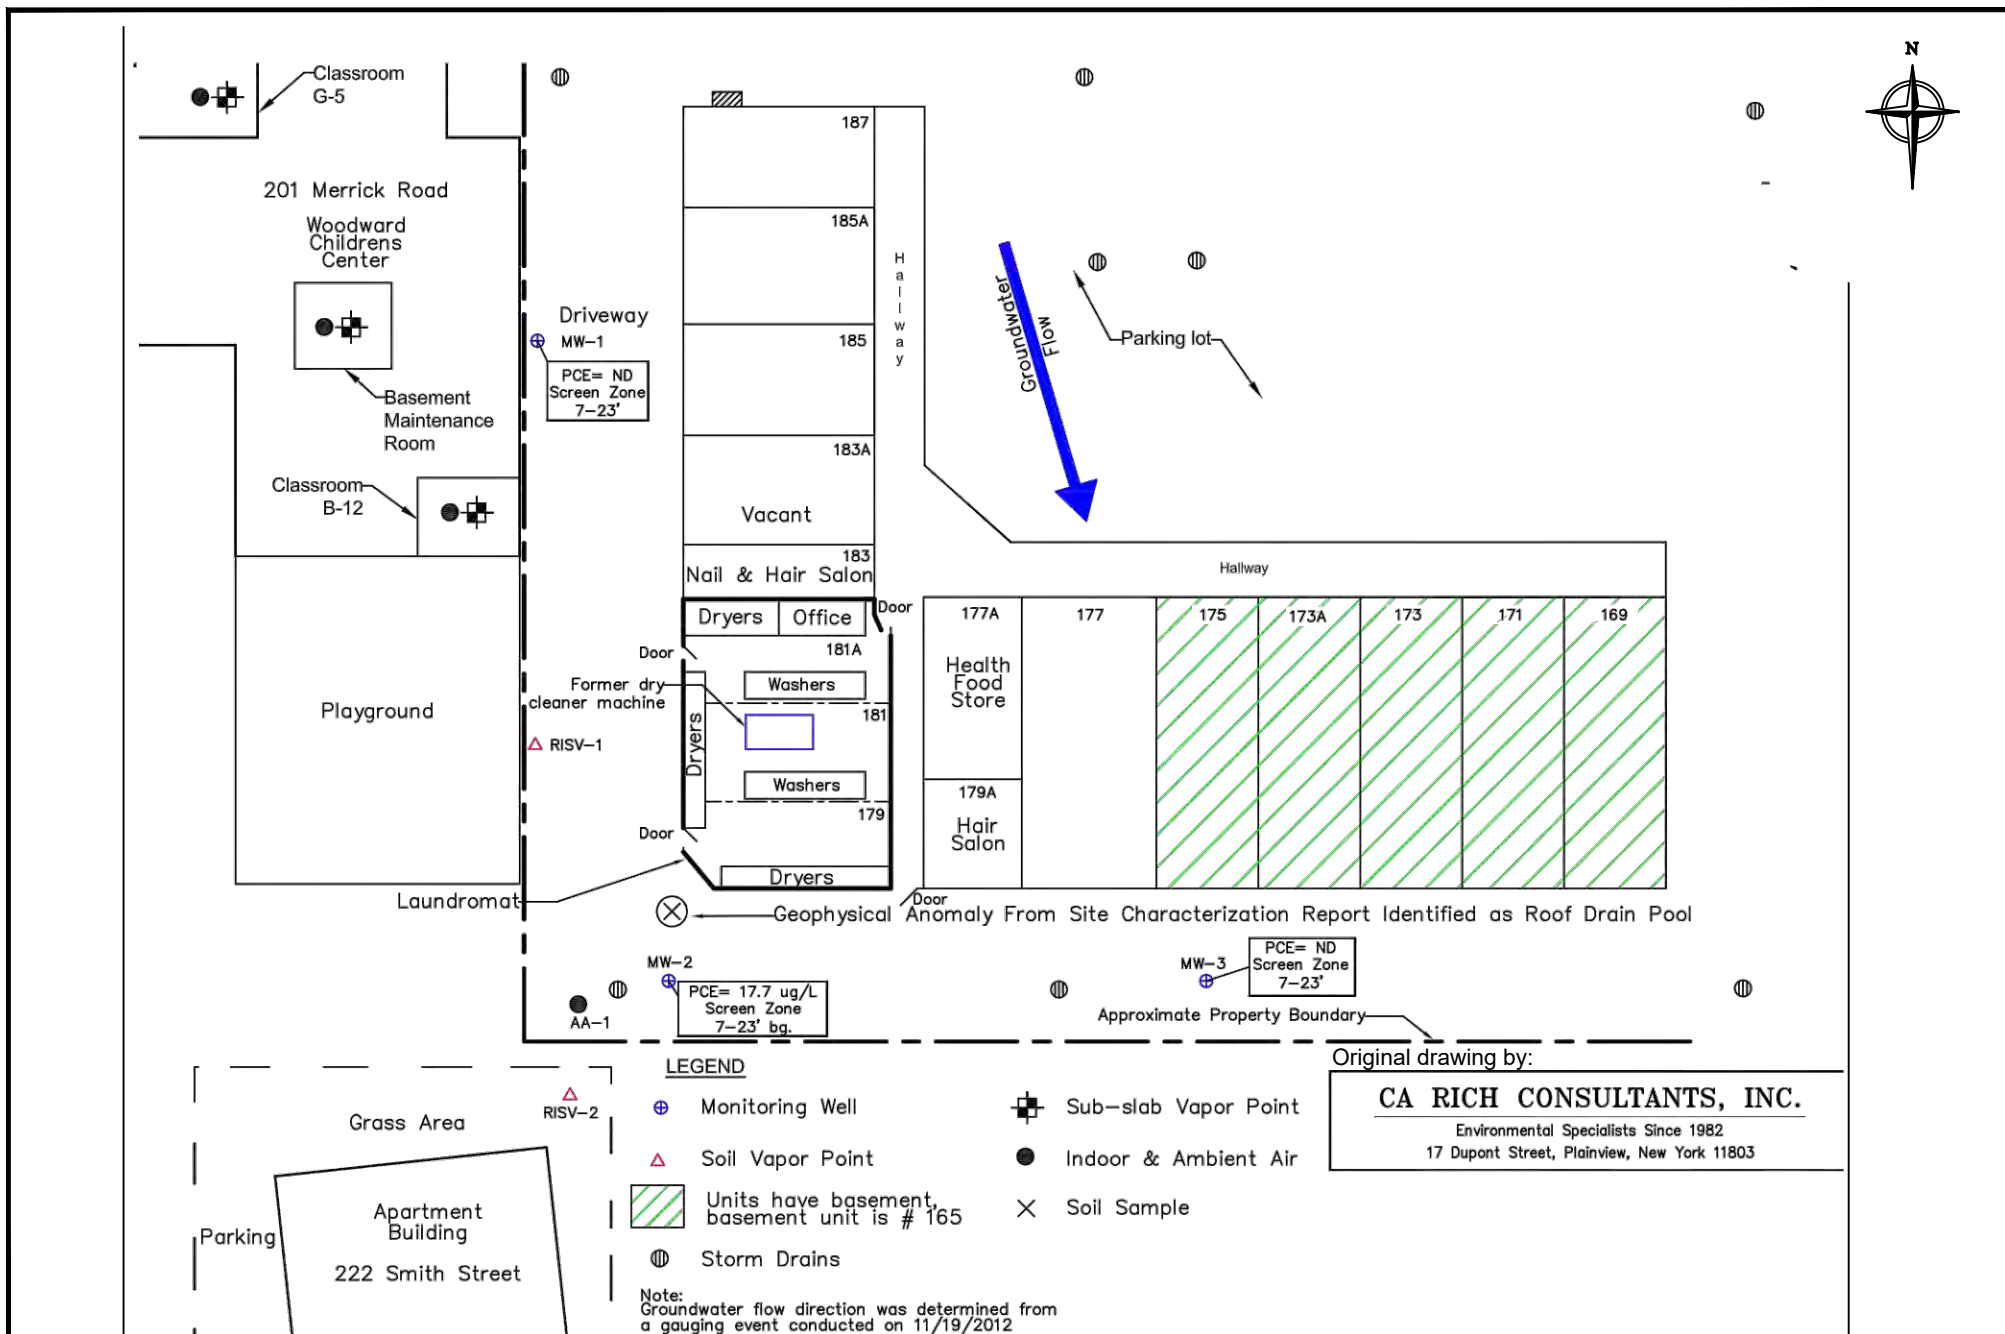 N
Classroom
G-5
187
201 Merrick Road
185A
Woodward
Childrens
Center
Hallway
Groundwater
Flow
Driveway
MW-1
185
Parking lot
PCE= ND
Screen Zone
7-23'
Basement
Maintenance
Room
183A
Classroom
B-12
Vacant
183
Nail & Hair Salon
Hallway
Dryers
Office
Door
177A
177
175
173A
173
171
169
Door
181A
Health
Food
Store
Former dry
cleaner machine
Washers
181
Playground
RISV-1
Dryers
Washers
179A
179
Door
Hair
Salon
Dryers
Laundromat
Door
Geophysical Anomaly From Site Characterization Report Identified as Roof Drain Pool
MW-2
PCE= 17.7 ug/L
Screen Zone
7-23' bg.
MW-3
PCE= ND
Screen Zone
7-23'
AA-1
Approximate Property Boundary
Original drawing by:
CA RICH CONSULTANTS, INC.
Environmental Specialists Since 1982
17 Dupont Street, Plainview, New York 11803
LEGEND
Monitoring Well
Sub-slab Vapor Point
Soil Vapor Point
Indoor & Ambient Air
Units have basement,
basement unit is # 165
Soil Sample
Storm Drains
Note:
Groundwater flow direction was determined from
a gauging event conducted on 11/19/2012
RISV-2
Grass Area
Apartment
Building
Parking
222 Smith Street